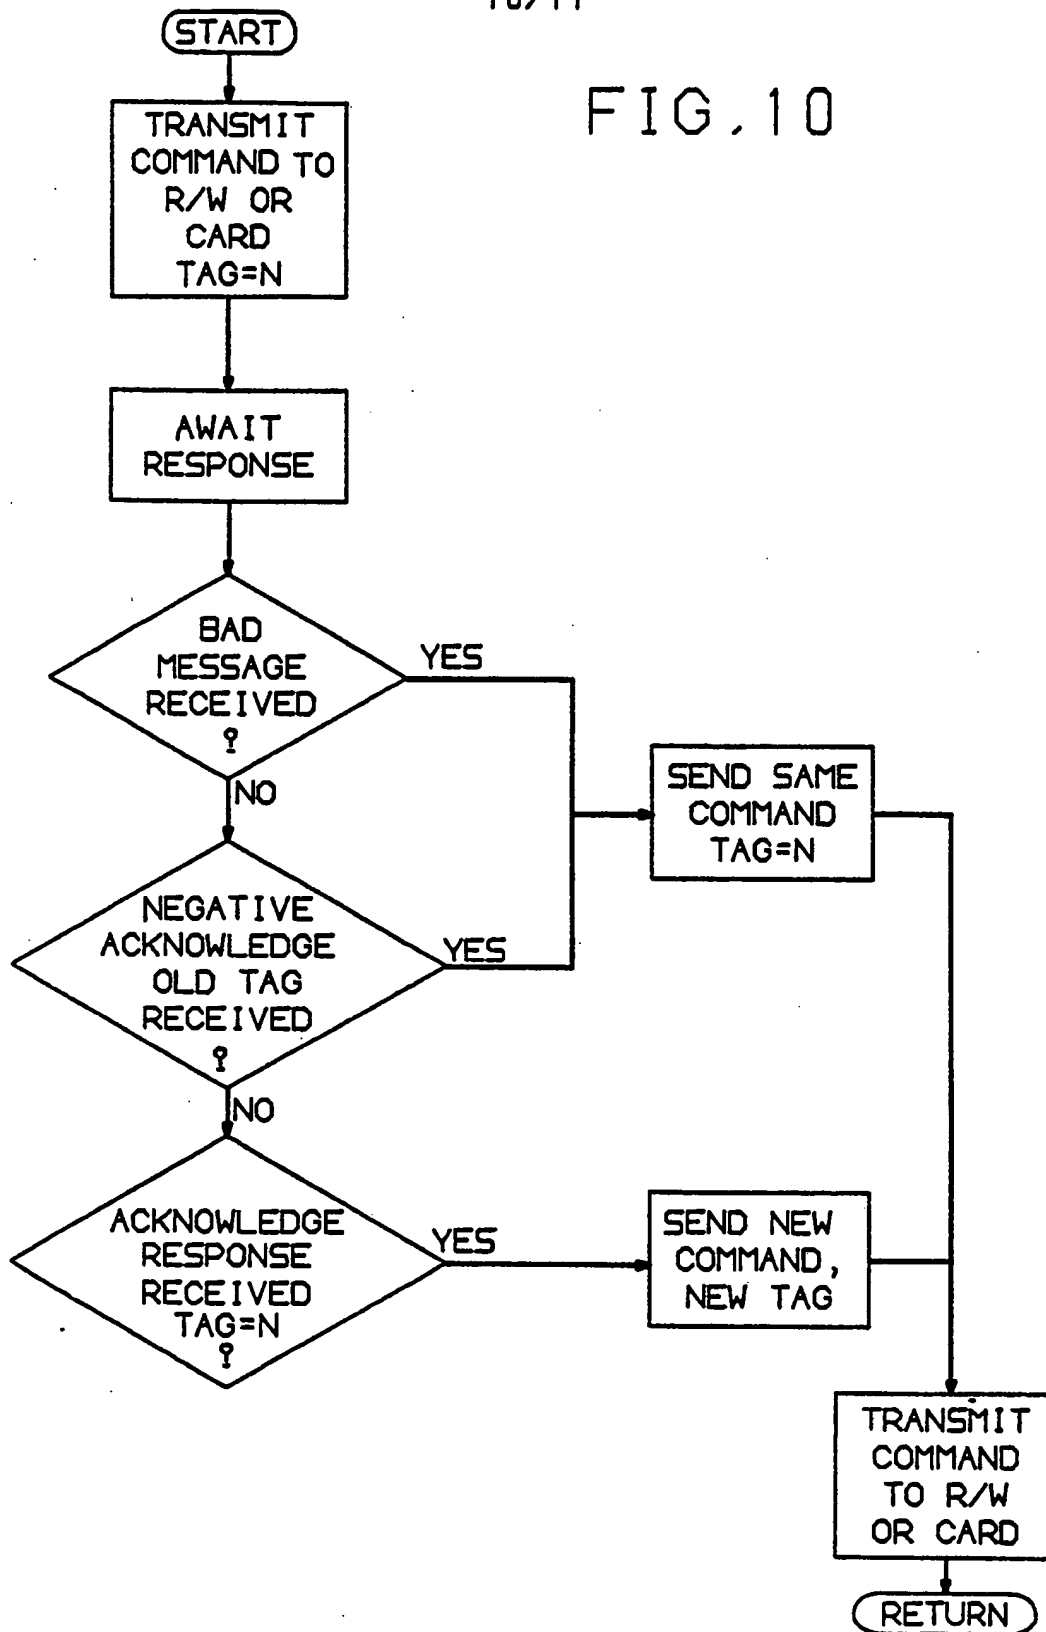 START
FIG.10
TRANSMIT
COMMAND TO
R/W OR
CARD
TAG=N
AWAIT
RESPONSE
BAD
MESSAGE
RECEIVED
?
YES
NO
SEND SAME
COMMAND
TAG=N
NEGATIVE
ACKNOWLEDGE
OLD TAG
RECEIVED
?
YES
NO
ACKNOWLEDGE
RESPONSE
RECEIVED
TAG=N
?
YES
SEND NEW
COMMAND,
NEW TAG
TRANSMIT
COMMAND
TO R/W
OR CARD
RETURN